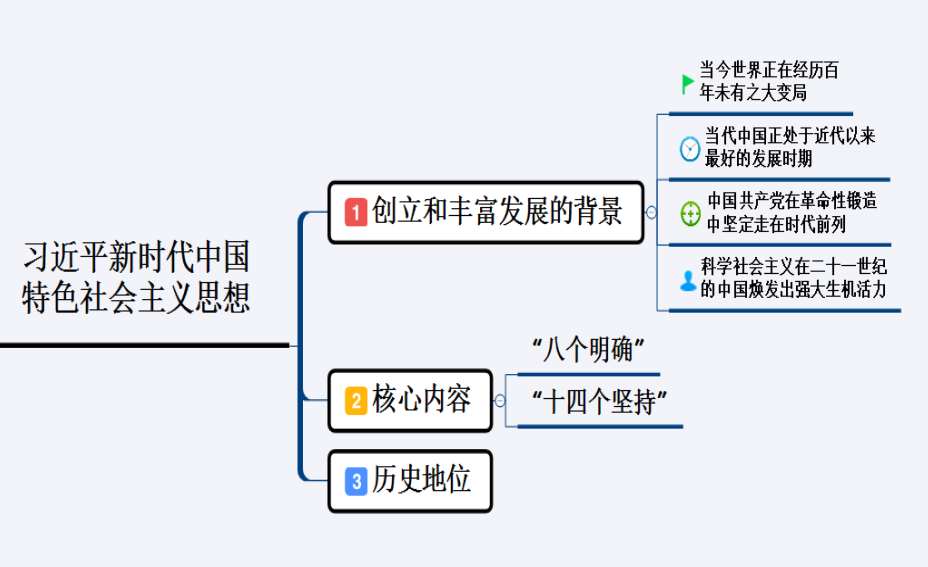 习近平新时代中国
特色社会主义思想
1 创立和丰富发展的背景
当今世界正在经历百
年未有之大变局
当代中国正处于近代以来
最好的发展时期
中国共产党在革命性锻造
中坚定走在时代前列
科学社会主义在二十一世纪
的中国焕发出强大生机活力
2 核心内容
“八个明确”
“十四个坚持”
3 历史地位